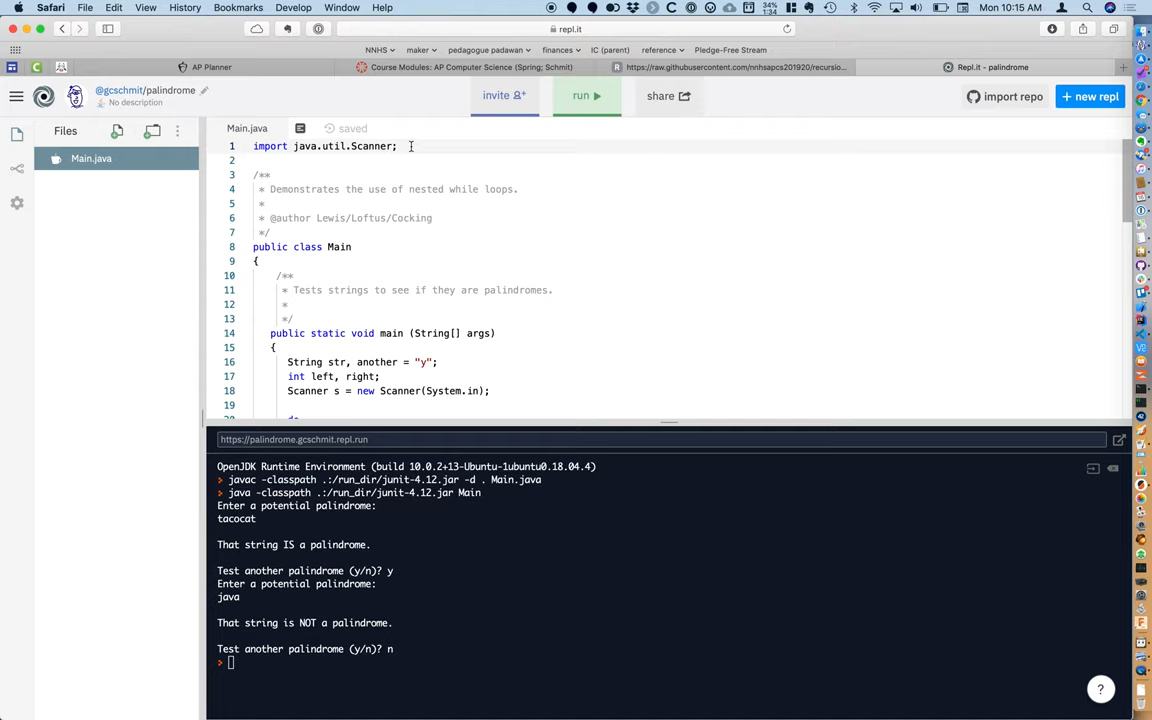 Safari File Edit View History Bookmarks Develop Window Help 34% 1:34 Mon 10:15 AM
repl.it
NNHS maker pedagogue padawan finances IC (parent) reference Pledge-Free Stream
AP Planner Course Modules: AP Computer Science (Spring; Schmit) https://raw.githubusercontent.com/nnhsapcs201920/recursio... Repl.it - palindrome
@gcschmit/palindrome
No description
invite run share import repo + new repl
Files Main.java saved
Main.java
1 import java.util.Scanner;
2
3 /**
4 * Demonstrates the use of nested while loops.
5 *
6 * @author Lewis/Loftus/Cocking
7 */
8 public class Main
9 {
10 /**
11 * Tests strings to see if they are palindromes.
12 *
13 */
14 public static void main (String[] args)
15 {
16 String str, another = "y";
17 int left, right;
18 Scanner s = new Scanner(System.in);
19
20 do
https://palindrome.gcschmit.repl.run
OpenJDK Runtime Environment (build 10.0.2+13-Ubuntu-1ubuntu0.18.04.4)
> javac -classpath .:/run_dir/junit-4.12.jar -d . Main.java
> java -classpath .:/run_dir/junit-4.12.jar Main
Enter a potential palindrome:
tacocat
That string IS a palindrome.
Test another palindrome (y/n)? y
Enter a potential palindrome:
java
That string is NOT a palindrome.
Test another palindrome (y/n)? n
>
?